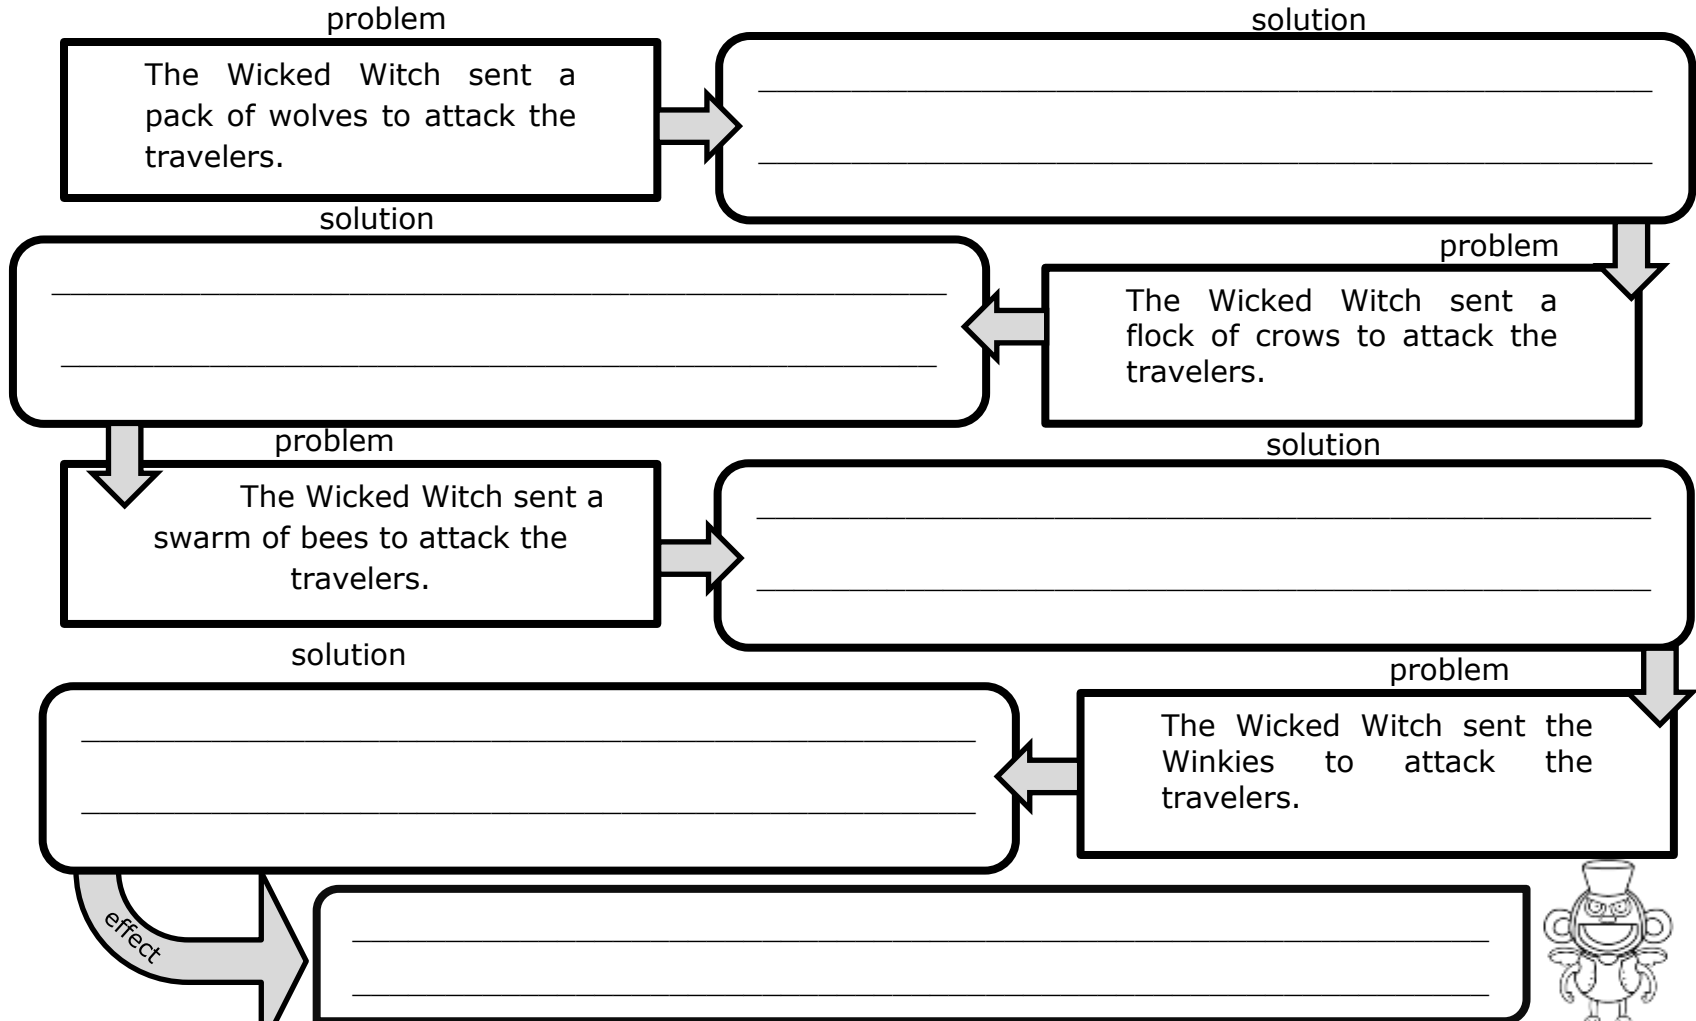 problem
solution
The Wicked Witch sent a
pack of wolves to attack the
travelers.
solution
problem
The Wicked Witch sent a
flock of crows to attack the
travelers.
problem
solution
The Wicked Witch sent a
swarm of bees to attack the
travelers.
solution
problem
The Wicked Witch sent the
Winkies to attack the
travelers.
effect